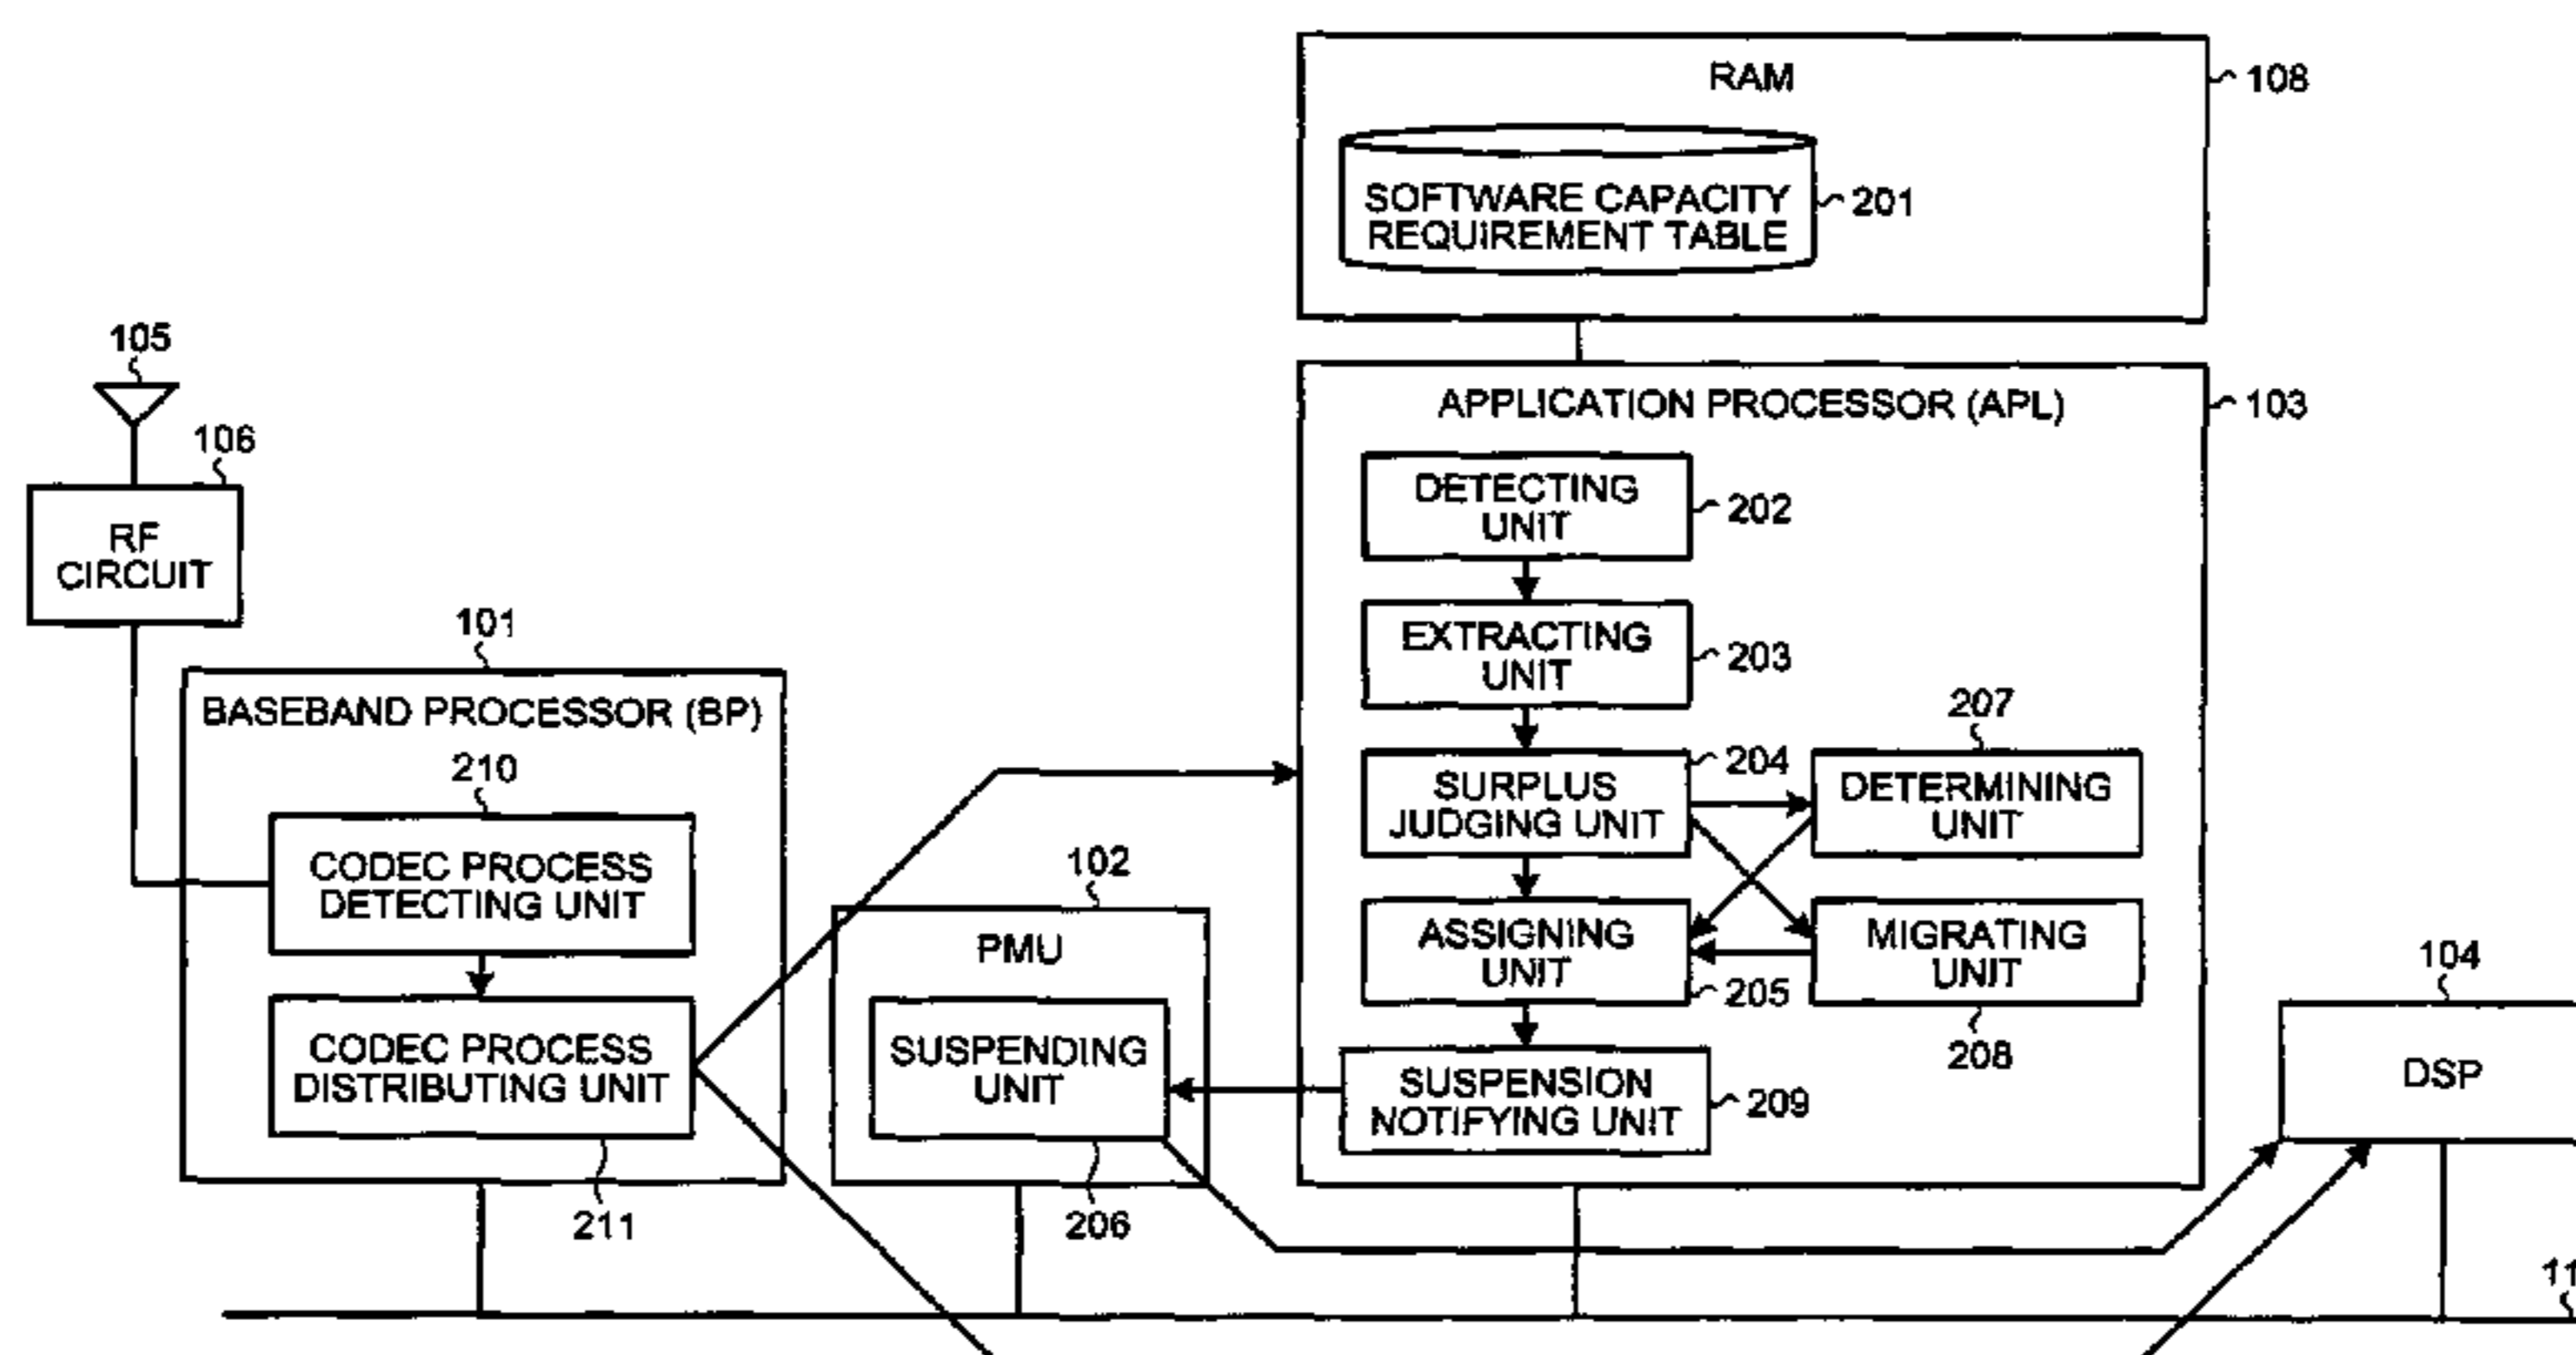 RAM
108
SOFTWARE CAPACITY
REQUIREMENT TABLE
201
105
106
RF
CIRCUIT
APPLICATION PROCESSOR (APL)
103
DETECTING
UNIT
202
EXTRACTING
UNIT
203
101
BASEBAND PROCESSOR (BP)
210
CODEC PROCESS
DETECTING UNIT
CODEC PROCESS
DISTRIBUTING UNIT
211
102
PMU
SUSPENDING
UNIT
206
SURPLUS
JUDGING UNIT
204
207
DETERMINING
UNIT
ASSIGNING
UNIT
205
MIGRATING
UNIT
208
SUSPENSION
NOTIFYING UNIT
209
104
DSP